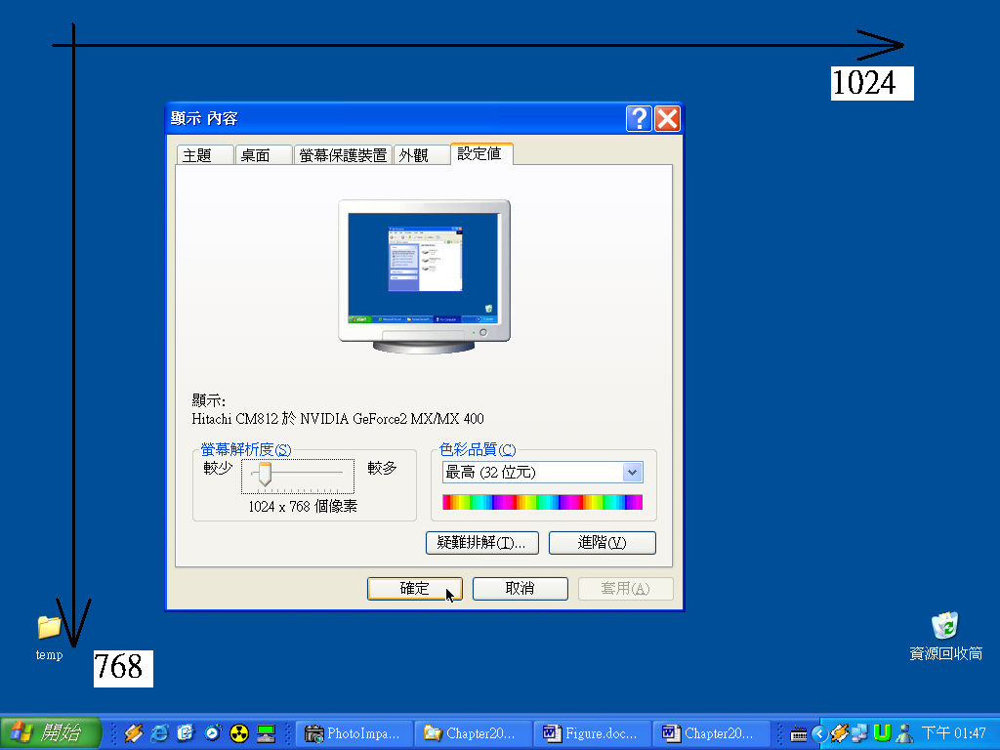 1024
顯示 內容
主題 桌面 螢幕保護裝置 外觀 設定值
顯示:
Hitachi CM812 於 NVIDIA GeForce2 MX/MX 400
螢幕解析度(S)
較少 較多
1024 x 768 個像素
色彩品質(C)
最高 (32 位元)
疑難排解(T)... 進階(V)
確定 取消 套用(A)
temp
768
資源回收筒
開始 PhotoImpa... Chapter20... Figure.doc... Chapter20... 下午 01:47